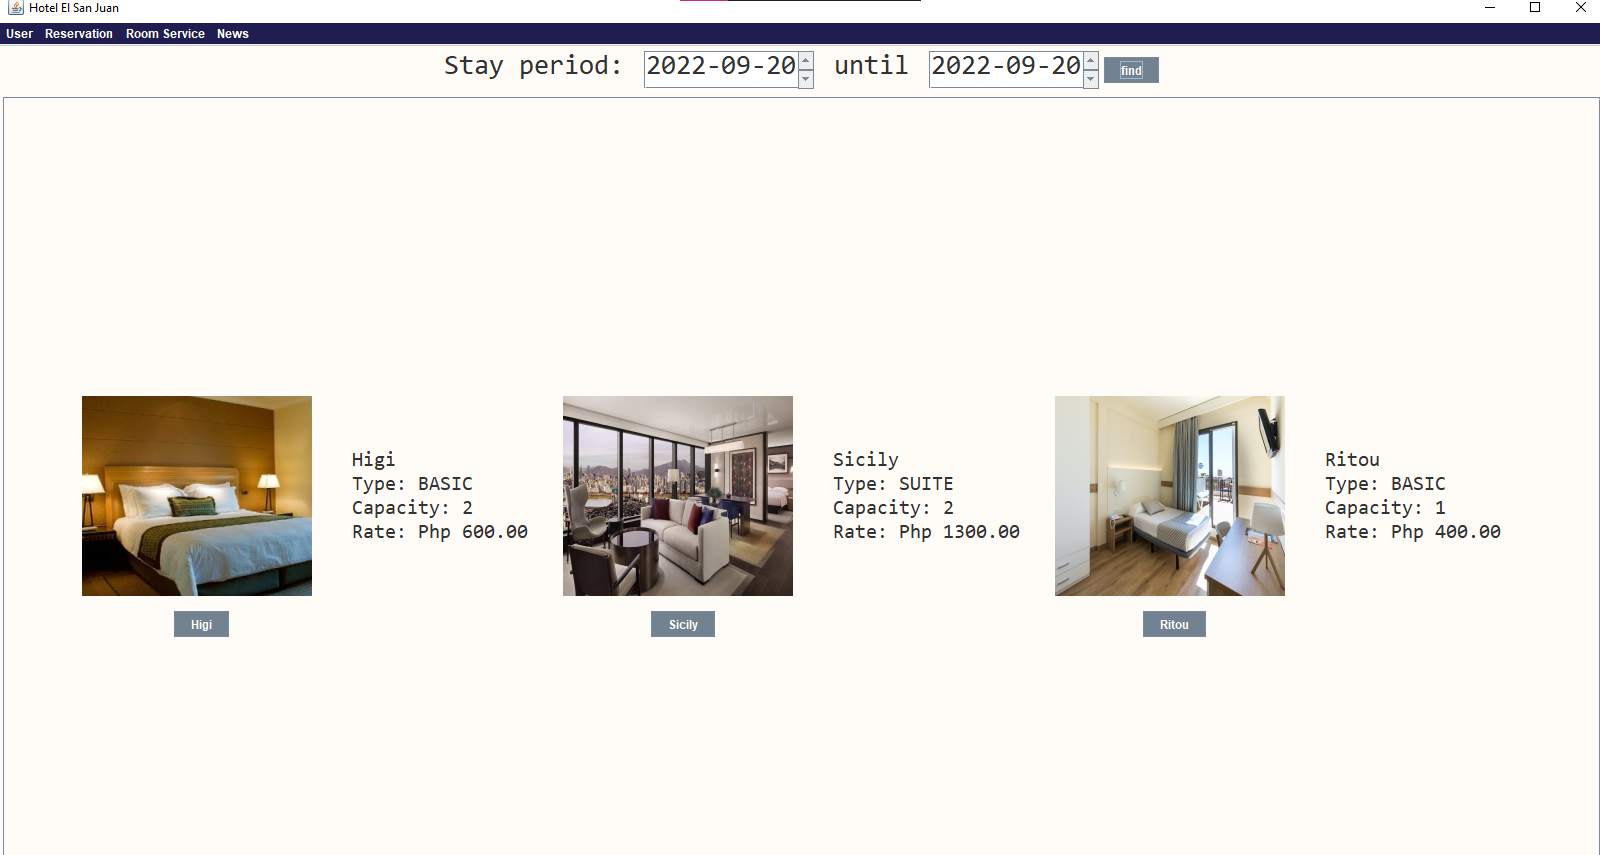 Hotel El San Juan
User Reservation Room Service News
Stay period: 2022-09-20 until 2022-09-20 find
Higi
Type: BASIC
Capacity: 2
Rate: Php 600.00
Higi
Sicily
Type: SUITE
Capacity: 2
Rate: Php 1300.00
Sicily
Ritou
Type: BASIC
Capacity: 1
Rate: Php 400.00
Ritou